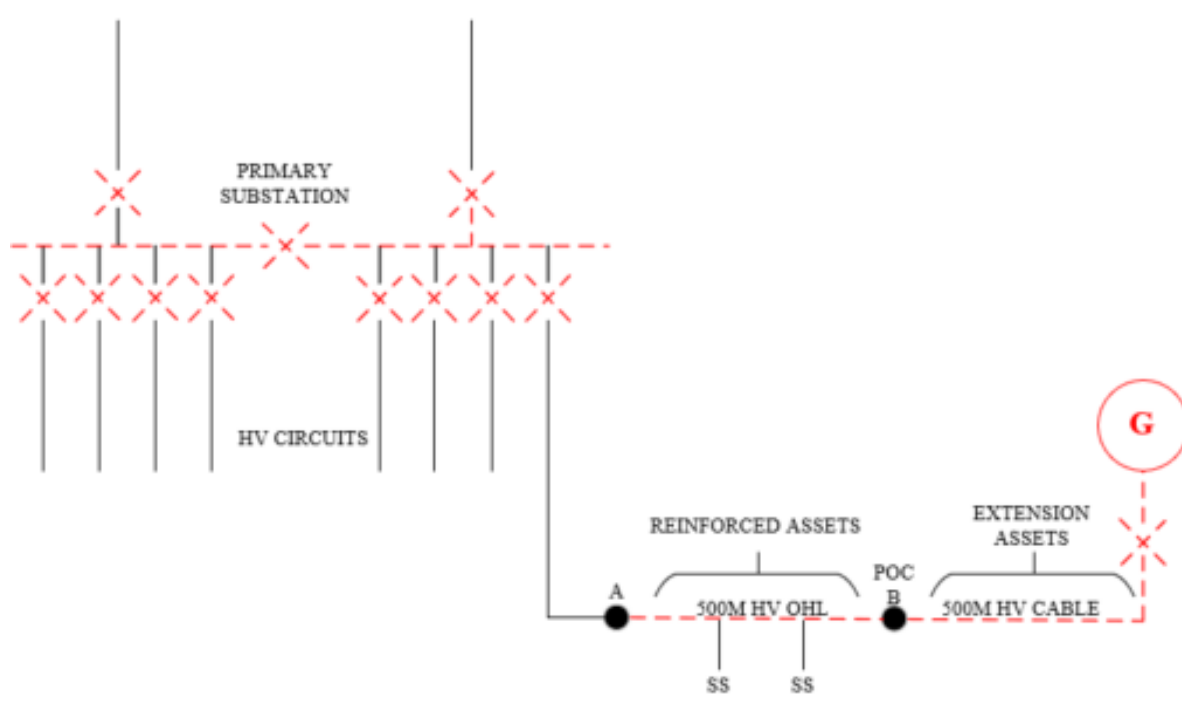 PRIMARY
SUBSTATION
HV CIRCUITS
G
REINFORCED ASSETS
EXTENSION
ASSETS
A
POC
B
500M HV OHL
500M HV CABLE
SS
SS